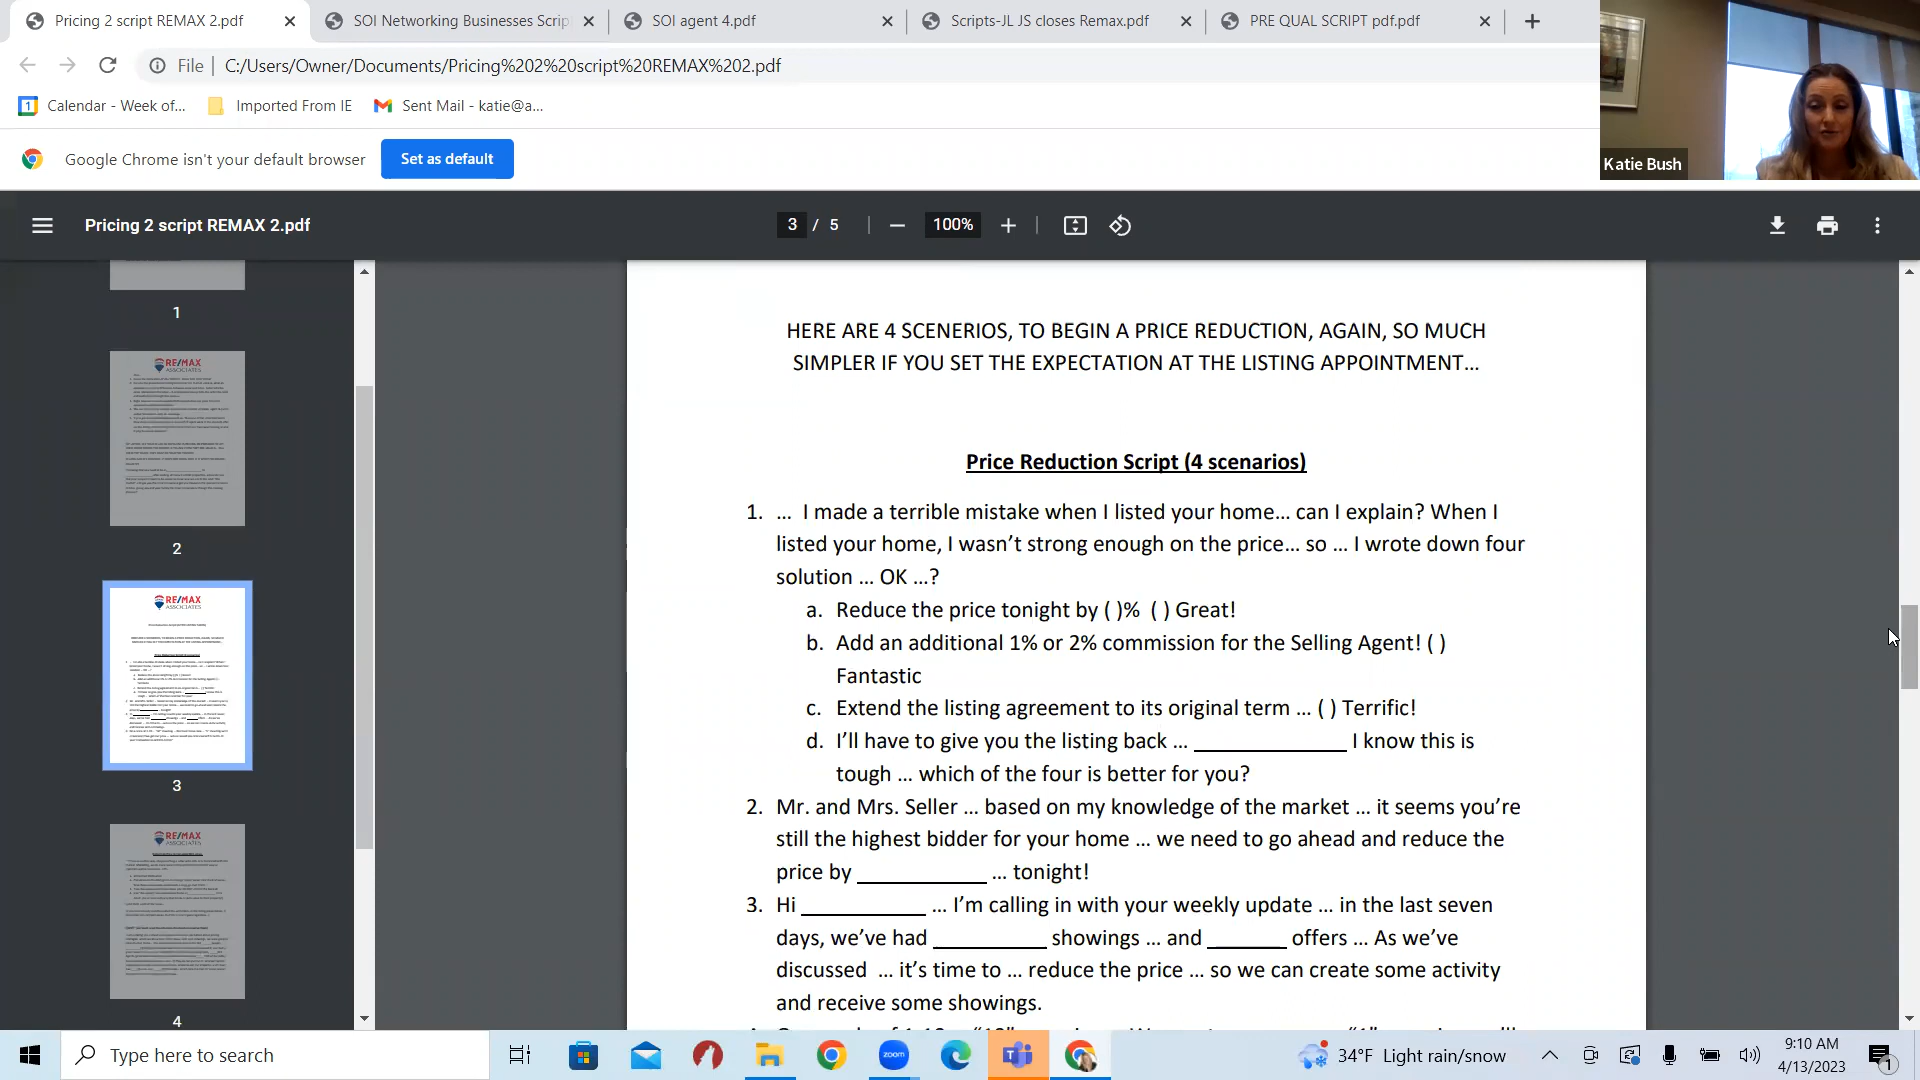 Pricing 2 script REMAX 2.pdf
SOI Networking Businesses Scrip
SOI agent 4.pdf
Scripts-JL JS closes Remax.pdf
PRE QUAL SCRIPT pdf.pdf
File
C:/Users/Owner/Documents/Pricing%202%20script%20REMAX%202.pdf
Calendar - Week of...
Imported From IE
Sent Mail - katie@a...
Google Chrome isn't your default browser
Set as default
Katie Bush
Pricing 2 script REMAX 2.pdf
3 / 5
100%
1
RE/MAX
ASSOCIATES
2
RE/MAX
ASSOCIATES
3
RE/MAX
ASSOCIATES
4
HERE ARE 4 SCENERIOS, TO BEGIN A PRICE REDUCTION, AGAIN, SO MUCH
SIMPLER IF YOU SET THE EXPECTATION AT THE LISTING APPOINTMENT...
Price Reduction Script (4 scenarios)
1. ... I made a terrible mistake when I listed your home... can I explain? When I
listed your home, I wasn't strong enough on the price... so ... I wrote down four
solution ... OK ...?
a. Reduce the price tonight by ( )% ( ) Great!
b. Add an additional 1% or 2% commission for the Selling Agent! ( )
Fantastic
c. Extend the listing agreement to its original term ... ( ) Terrific!
d. I'll have to give you the listing back ... ____________ I know this is
tough ... which of the four is better for you?
2. Mr. and Mrs. Seller ... based on my knowledge of the market ... it seems you're
still the highest bidder for your home ... we need to go ahead and reduce the
price by __________ ... tonight!
3. Hi __________ ... I'm calling in with your weekly update ... in the last seven
days, we've had _________ showings ... and ______ offers ... As we've
discussed ... it's time to ... reduce the price ... so we can create some activity
and receive some showings.
Type here to search
zoom
34°F Light rain/snow
9:10 AM
4/13/2023
1